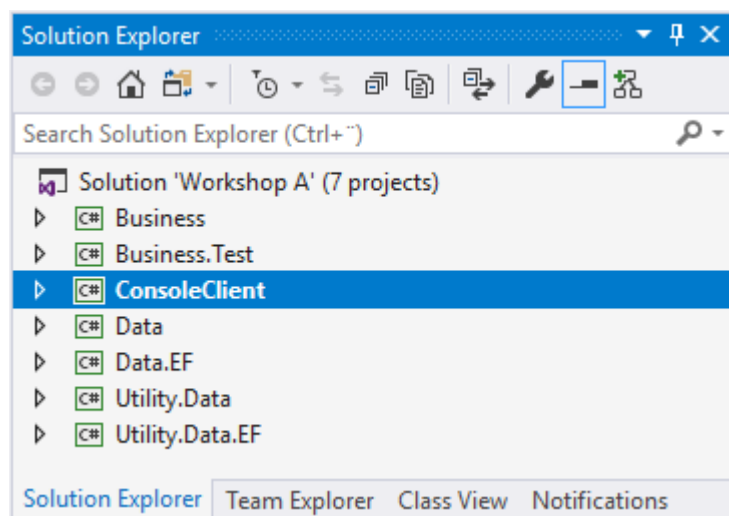 Solution Explorer
Search Solution Explorer (Ctrl+¨)
Solution 'Workshop A' (7 projects)
C# Business
C# Business.Test
C# ConsoleClient
C# Data
C# Data.EF
C# Utility.Data
C# Utility.Data.EF
Solution Explorer Team Explorer Class View Notifications